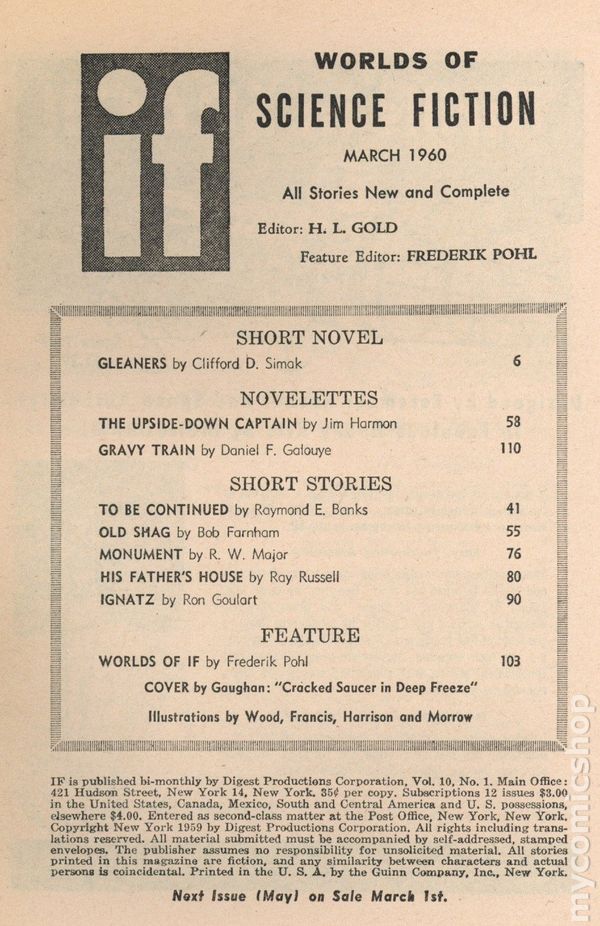 if
WORLDS OF
SCIENCE FICTION
MARCH 1960
All Stories New and Complete
Editor: H. L. GOLD
Feature Editor: FREDERIK POHL
SHORT NOVEL
GLEANERS by Clifford D. Simak 6
NOVELETTES
THE UPSIDE-DOWN CAPTAIN by Jim Harmon 58
GRAVY TRAIN by Daniel F. Galouye 110
SHORT STORIES
TO BE CONTINUED by Raymond E. Banks 41
OLD SHAG by Bob Farnham 55
MONUMENT by R. W. Major 76
HIS FATHER'S HOUSE by Ray Russell 80
IGNATZ by Ron Goulart 90
FEATURE
WORLDS OF IF by Frederik Pohl 103
COVER by Gaughan: "Cracked Saucer in Deep Freeze"
Illustrations by Wood, Francis, Harrison and Morrow
IF is published bi-monthly by Digest Productions Corporation, Vol. 10, No. 1. Main Office:
421 Hudson Street, New York 14, New York. 35¢ per copy. Subscriptions 12 issues $3.00
in the United States, Canada, Mexico, South and Central America and U. S. possessions,
elsewhere $4.00. Entered as second-class matter at the Post Office, New York, New York.
Copyright New York 1959 by Digest Productions Corporation. All rights including trans-
lations reserved. All material submitted must be accompanied by self-addressed, stamped
envelopes. The publisher assumes no responsibility for unsolicited material. All stories
printed in this magazine are fiction, and any similarity between characters and actual
persons is coincidental. Printed in the U. S. A. by the Guinn Company, Inc., New York.
Next Issue (May) on Sale March 1st.
mycomicshop